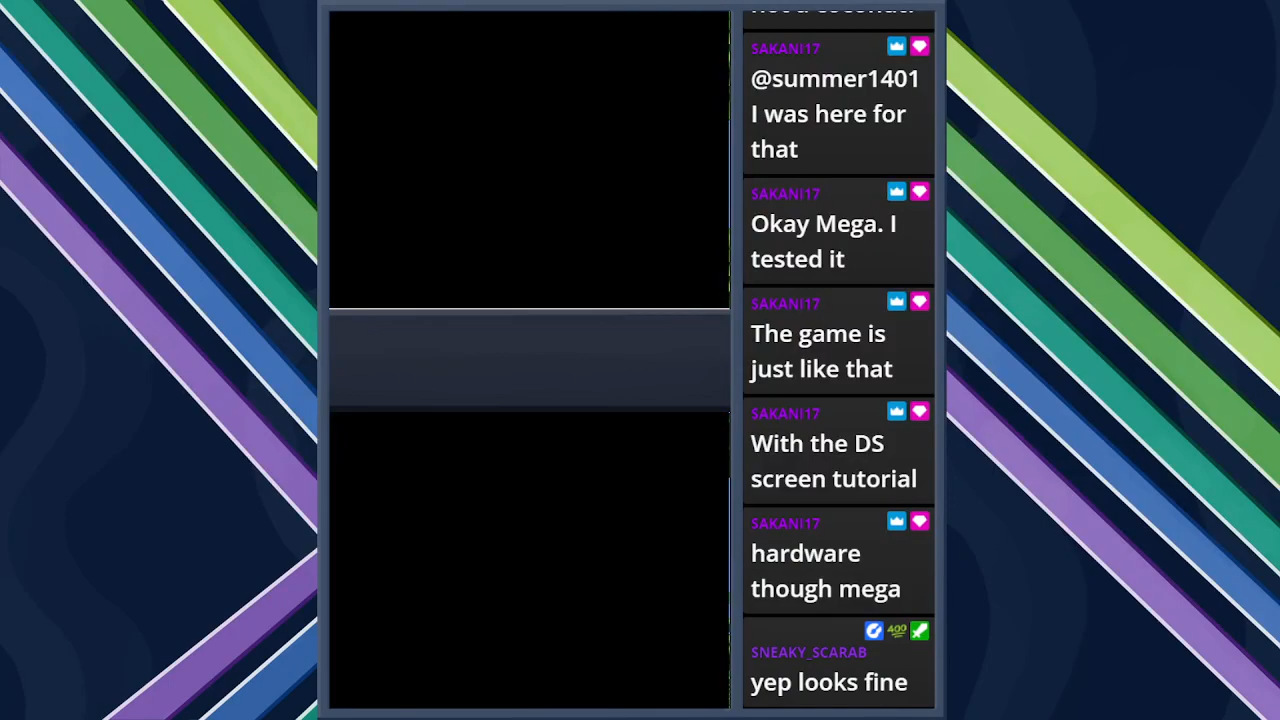 SAKANI17
@summer1401
I was here for
that
SAKANI17
Okay Mega. I
tested it
SAKANI17
The game is
just like that
SAKANI17
With the DS
screen tutorial
SAKANI17
hardware
though mega
400
SNEAKY_SCARAB
yep looks fine